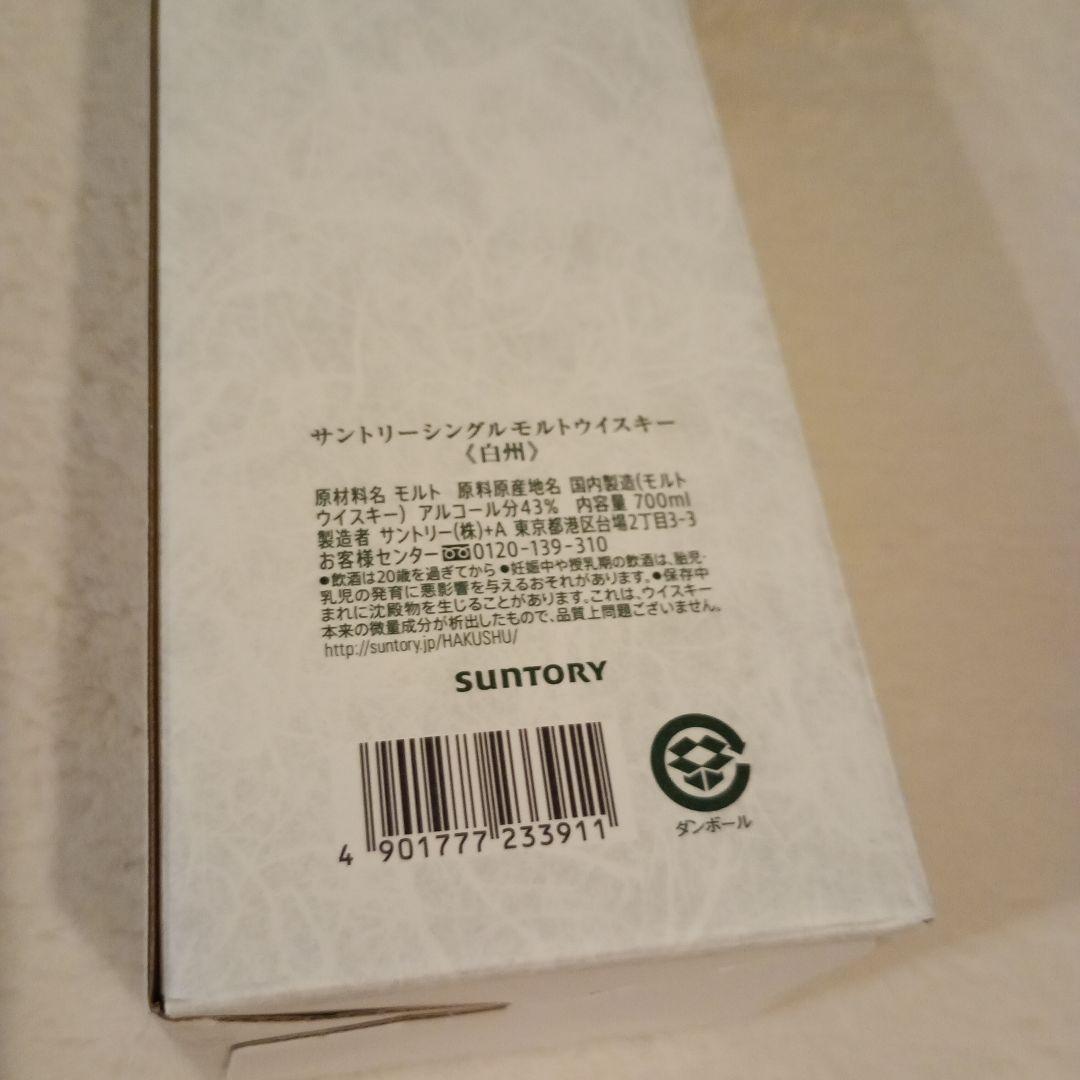 サントリーシングルモルトウイスキー
《白州》
原材料名 モルト 原料原産地名 国内製造(モルト
ウイスキー) アルコール分43% 内容量 700ml
製造者 サントリー(株)+A 東京都港区台場2丁目3-3
お客様センター 0120-139-310
●飲酒は20歳を過ぎてから ●妊娠中や授乳期の飲酒は、胎児・
乳児の発育に悪影響を与えるおそれがあります。●保存中
まれに沈殿物を生じることがあります。これは、ウイスキー
本来の微量成分が析出したもので、品質上問題ございません。
http://suntory.jp/HAKUSHU/
SUNTORY
4 901777 233911
ダンボール